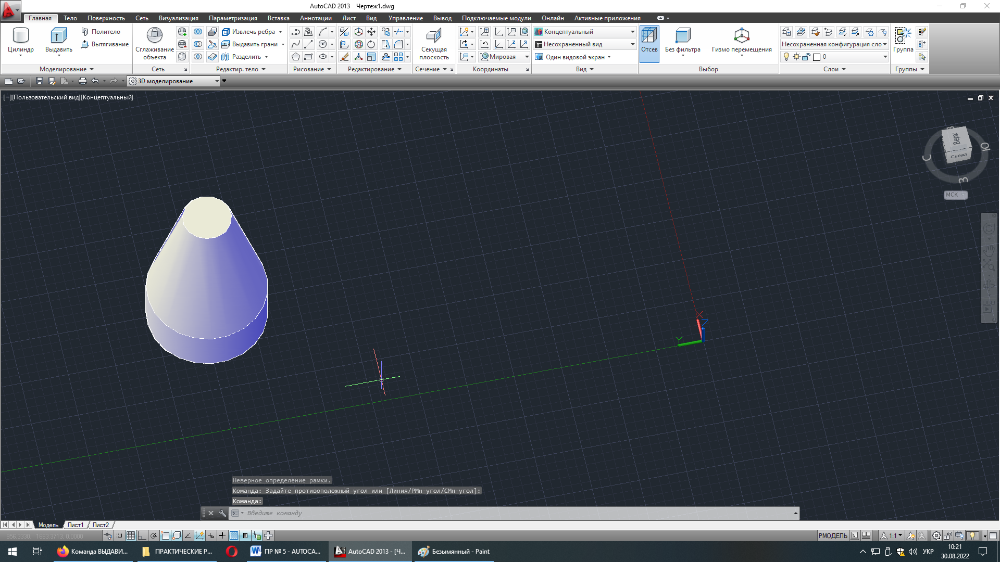 AutoCAD 2013 Чертеж1.dwg
Главная Тело Поверхность Сеть Визуализация Параметризация Вставка Аннотации Лист Вид Управление Вывод Подключаемые модули Онлайн Активные приложения
Политело Извлечь ребра Концептуальный
Вытягивание Выдавить грани Несохраненный вид Несохраненная конфигурация сло
Цилиндр Выдавить Сглаживание объекта Секущая плоскость Отсев Без фильтра Гизмо перемещения Группа
Разделить Мировая Один видовой экран 0
Моделирование Сеть Редактир. тело Рисование Редактирование Сечение Координаты Вид Выбор Слои Группы
3D моделирование
[−][Пользовательский вид][Концептуальный]
В
Верх
Ю
С
Слева
З
МСК
X
Z
Y
Неверное определение рамки.
Команда: Задайте противоположный угол или [Линия/РМн-угол/СМн-угол]:
Команда:
Введите команду
Модель Лист1 Лист2
956.3330, 1663.3713, 0.0000 РМОДЕЛЬ 1:1
Команда ВЫДАВИ... ПРАКТИЧЕСКИЕ Р... ПР № 5 - AUTOCA... AutoCAD 2013 - [Ч... Безымянный - Paint УКР 10:21
30.08.2022